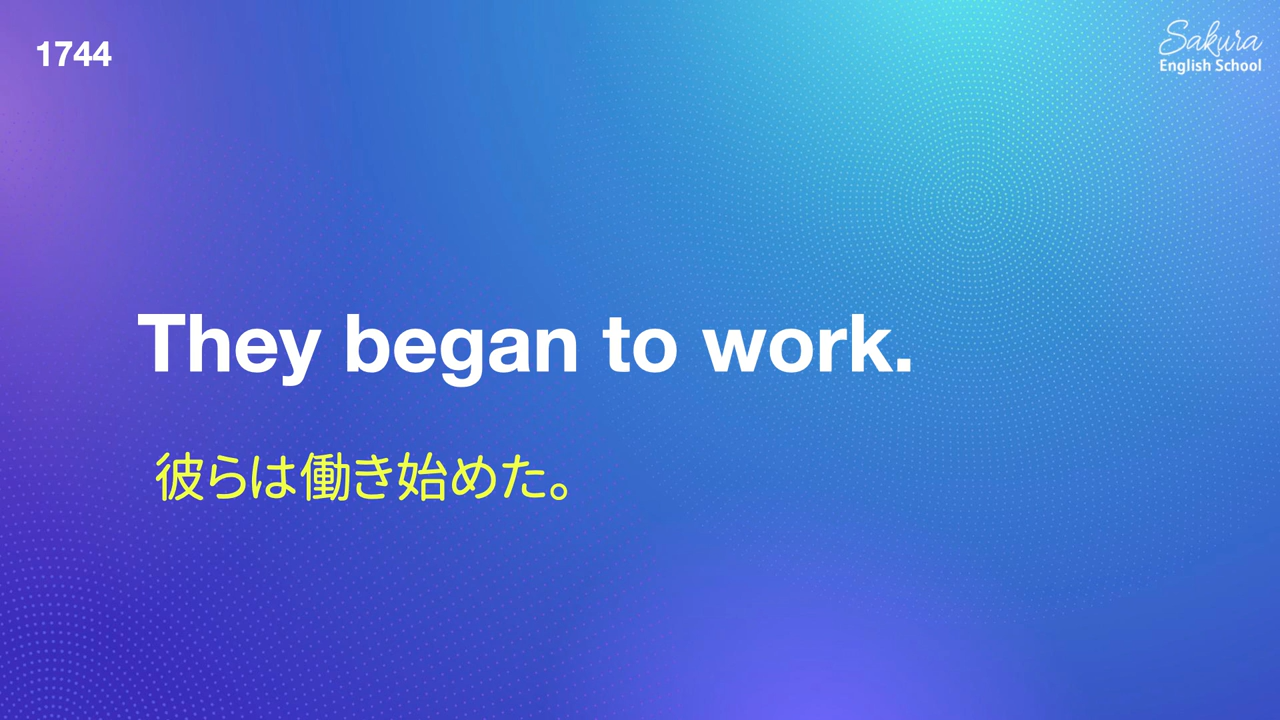 1744
Sakura
English School
They began to work.
彼らは働き始めた。